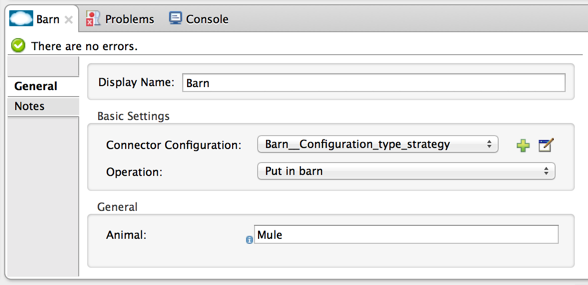 Barn Problems Console
There are no errors.
General
Notes
Display Name: Barn
Basic Settings
Connector Configuration: Barn__Configuration_type_strategy
Operation: Put in barn
General
Animal: Mule